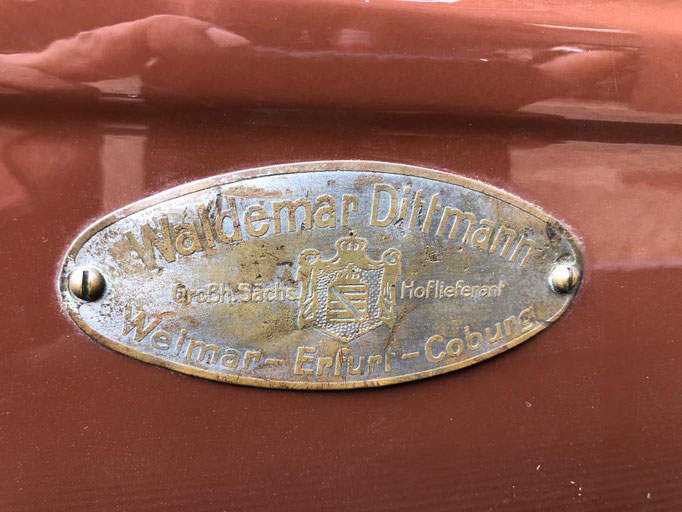 Waldemar Dittmann
Großh. Sächs. Hoflieferant
Weimar-Erfurt-Coburg